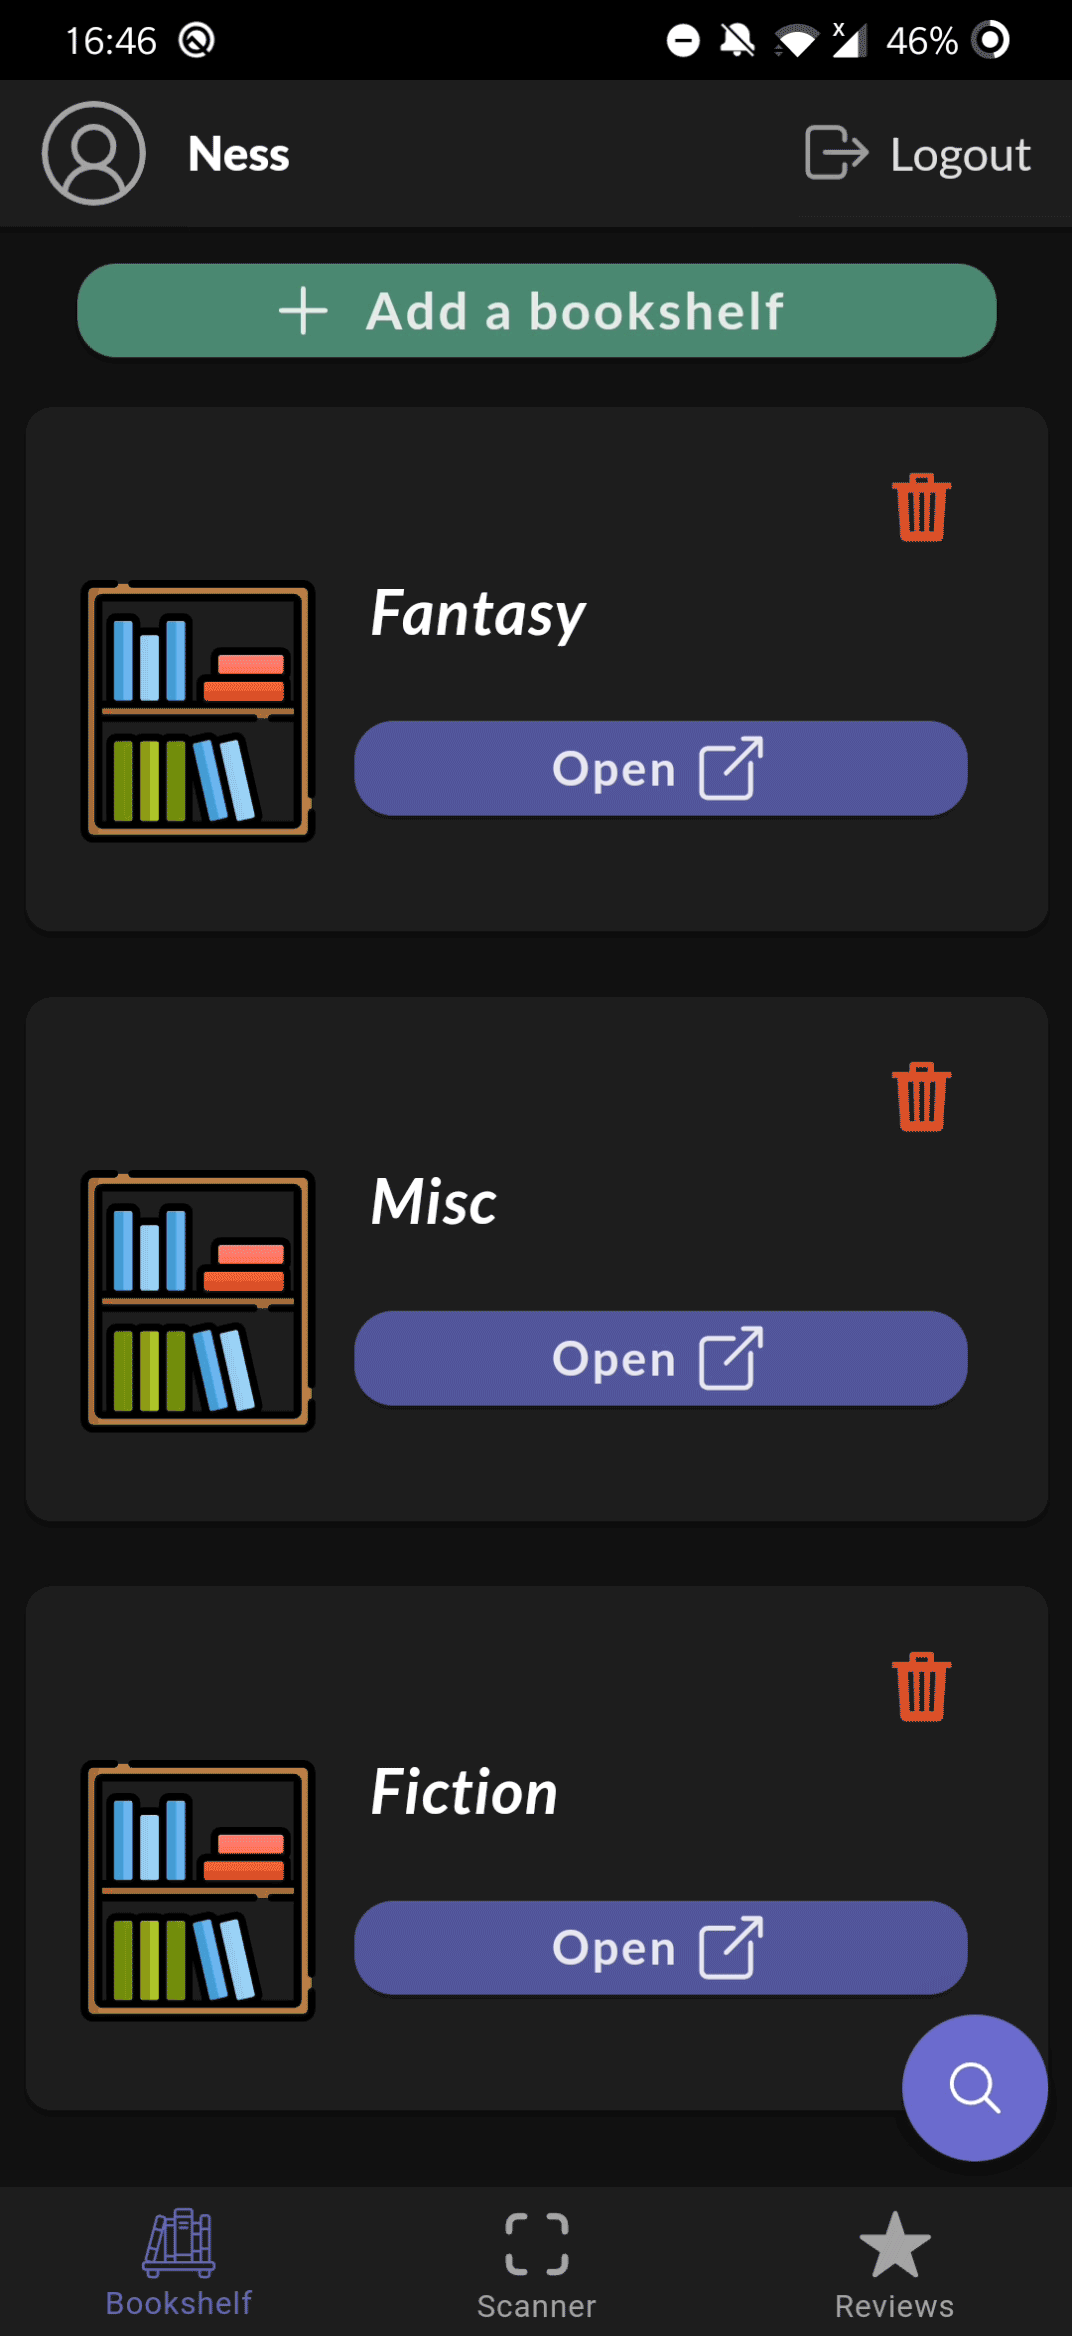 16:46
46%
Ness
Logout
Add a bookshelf
Fantasy
Open
Misc
Open
Fiction
Open
Bookshelf
Scanner
Reviews